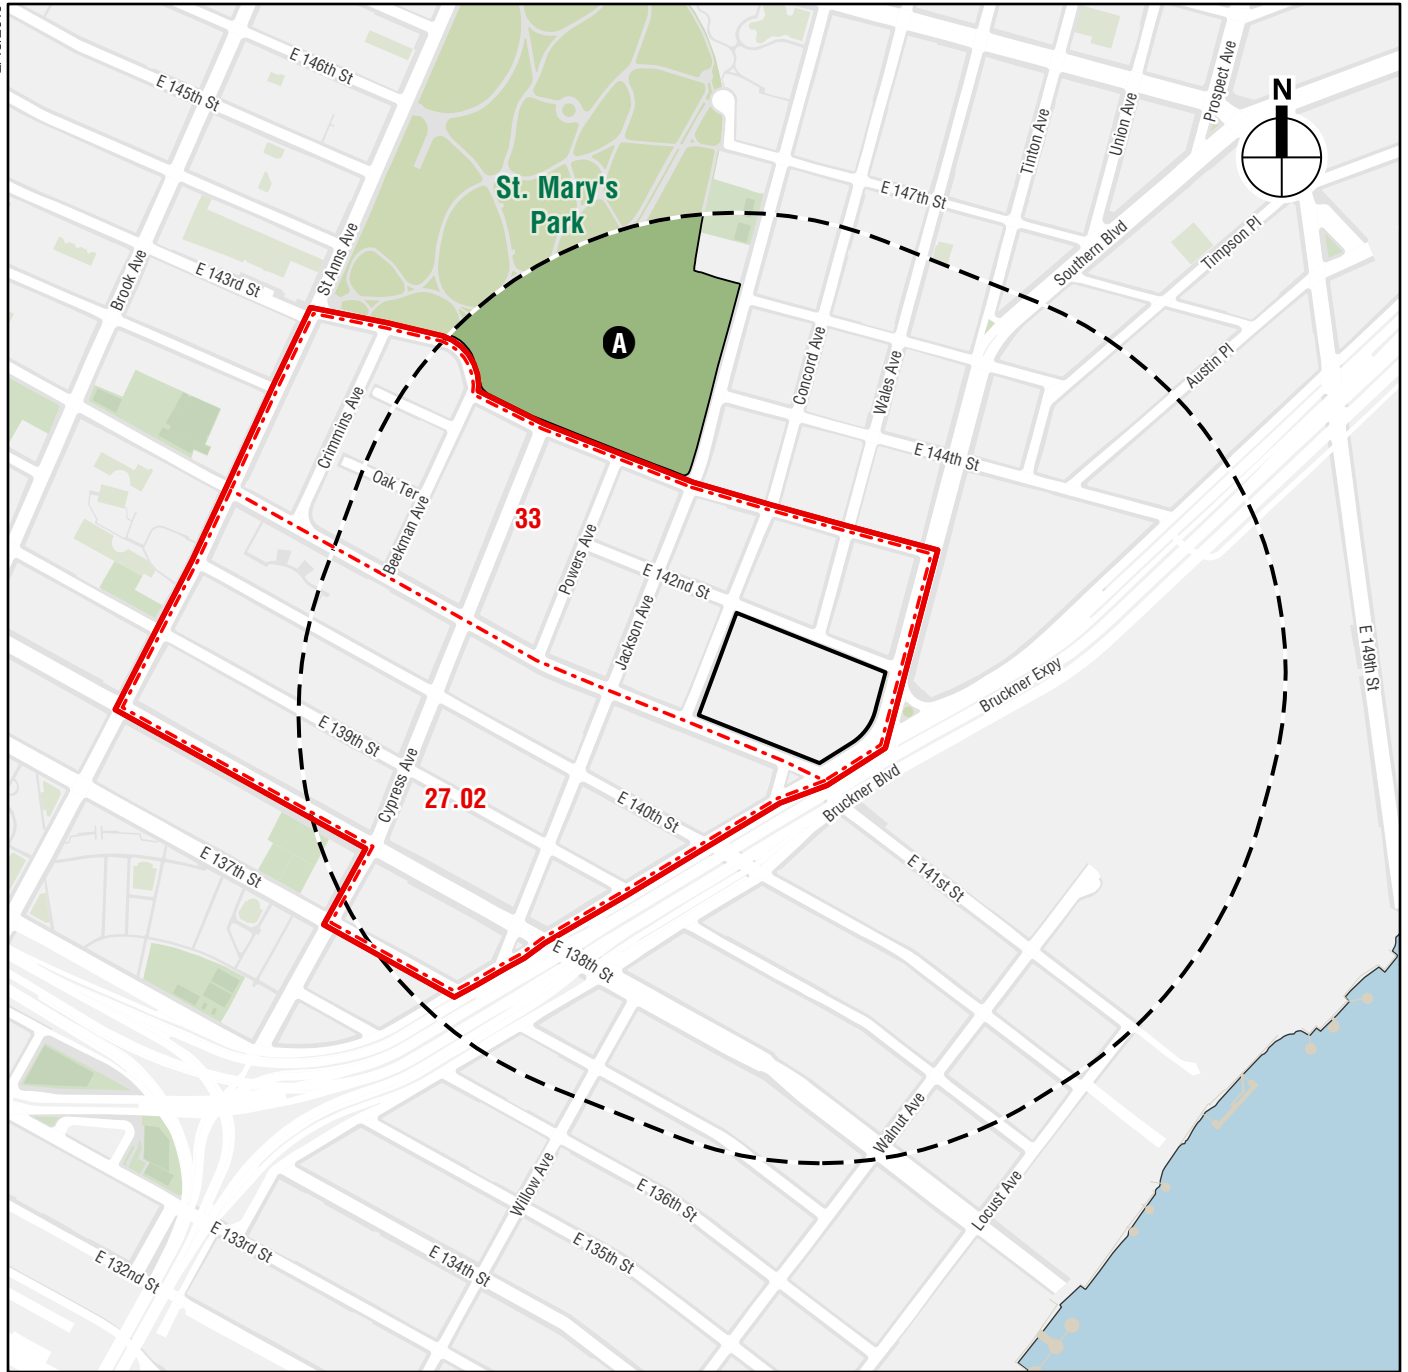 E 146th St
E 145th St
Prospect Ave
N
Union Ave
Tinton Ave
St. Mary's
Park
E 147th St
St Anns Ave
Southern Blvd
Timpson Pl
Brook Ave
E 143rd St
A
Concord Ave
Wales Ave
Austin Pl
Crimmins Ave
E 144th St
Oak Ter
Beekman Ave
33
Powers Ave
E 142nd St
Jackson Ave
E 149th St
Bruckner Expy
E 139th St
Cypress Ave
27.02
Bruckner Blvd
E 140th St
E 137th St
E 141st St
E 138th St
Walnut Ave
Willow Ave
E 136th St
Locust Ave
E 133rd St
E 135th St
E 134th St
E 132nd St